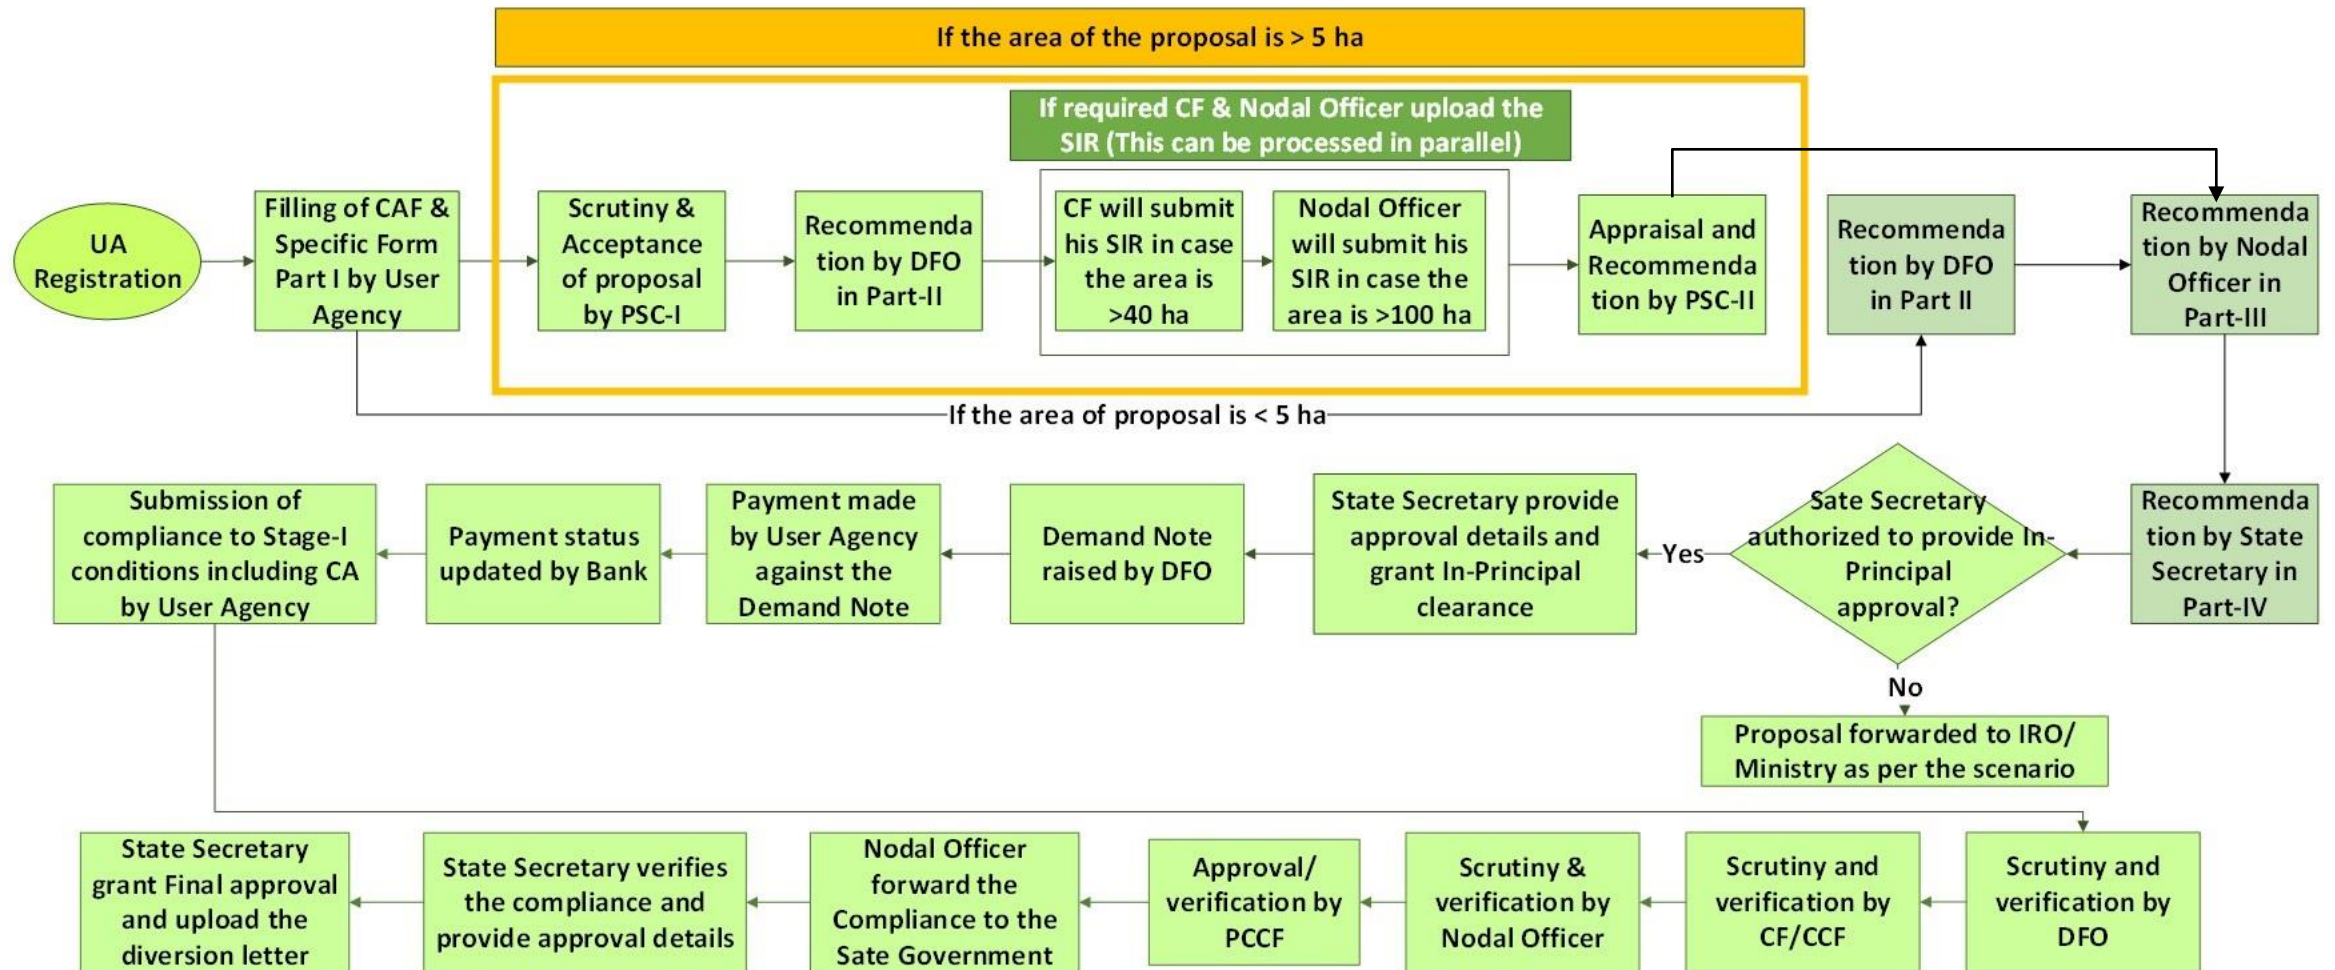 If the area of the proposal is > 5 ha
If required CF & Nodal Officer upload the
SIR (This can be processed in parallel)
UA
Registration
Filling of CAF &
Specific Form
Part I by User
Agency
Scrutiny &
Acceptance
of proposal
by PSC-I
Recommenda
tion by DFO
in Part-II
CF will submit
his SIR in case
the area is
>40 ha
Nodal Officer
will submit his
SIR in case the
area is >100 ha
Appraisal and
Recommenda
tion by PSC-II
Recommenda
tion by DFO
in Part II
Recommenda
tion by Nodal
Officer in
Part-III
If the area of proposal is < 5 ha
Recommenda
tion by State
Secretary in
Part-IV
Sate Secretary
authorized to provide In-
Principal
approval?
Yes
No
Proposal forwarded to IRO/
Ministry as per the scenario
State Secretary provide
approval details and
grant In-Principal
clearance
Demand Note
raised by DFO
Payment made
by User Agency
against the
Demand Note
Payment status
updated by Bank
Submission of
compliance to Stage-I
conditions including CA
by User Agency
Scrutiny and
verification by
DFO
Scrutiny and
verification by
CF/CCF
Scrutiny &
verification by
Nodal Officer
Approval/
verification by
PCCF
Nodal Officer
forward the
Compliance to the
Sate Government
State Secretary verifies
the compliance and
provide approval details
State Secretary
grant Final approval
and upload the
diversion letter